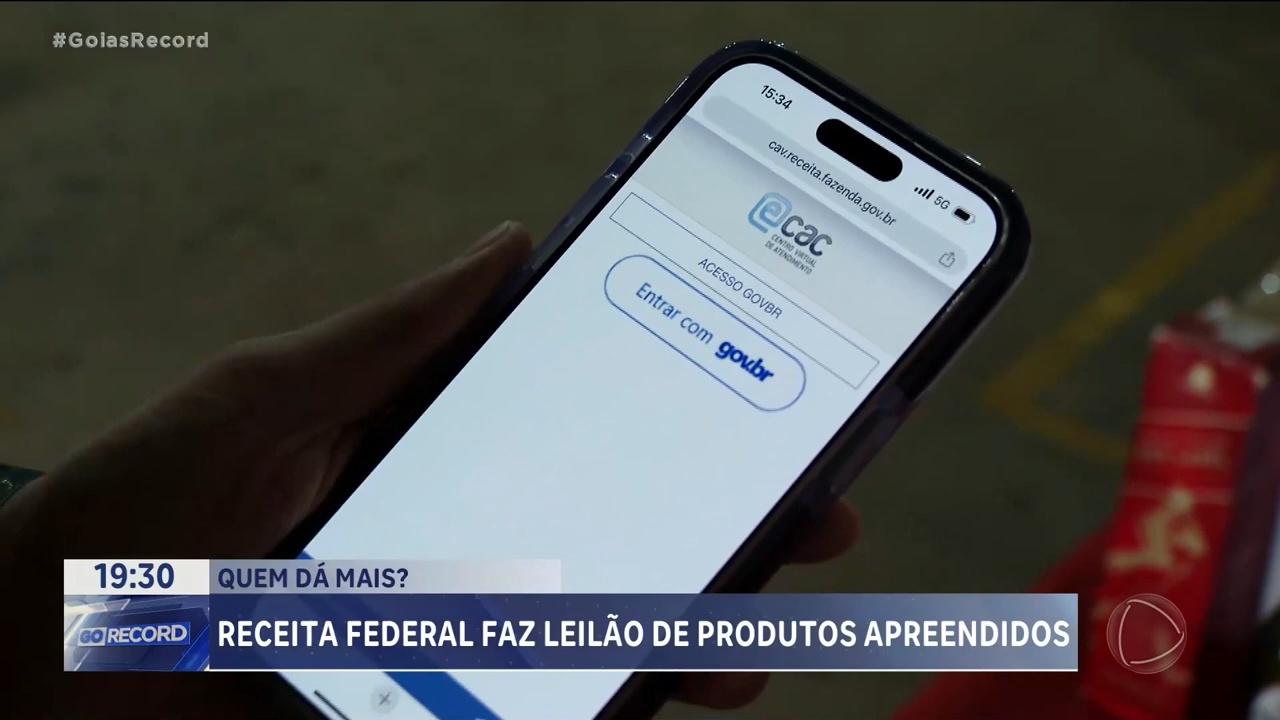 #GoiasRecord
15:34
5G
cav.receita.fazenda.gov.br
e cac
CENTRO VIRTUAL
DE ATENDIMENTO
ACESSO GOVBR
Entrar com gov.br
19:30
QUEM DÁ MAIS?
GO RECORD
RECEITA FEDERAL FAZ LEILÃO DE PRODUTOS APREENDIDOS